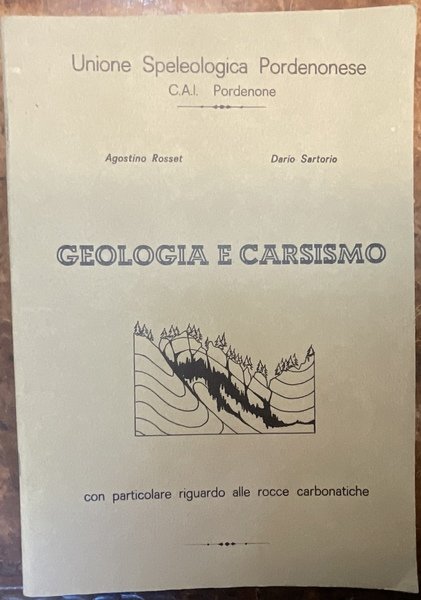 Unione Speleologica Pordenonese
C.A.I. Pordenone
Agostino Rosset Dario Sartorio
GEOLOGIA E CARSISMO
con particolare riguardo alle rocce carbonatiche